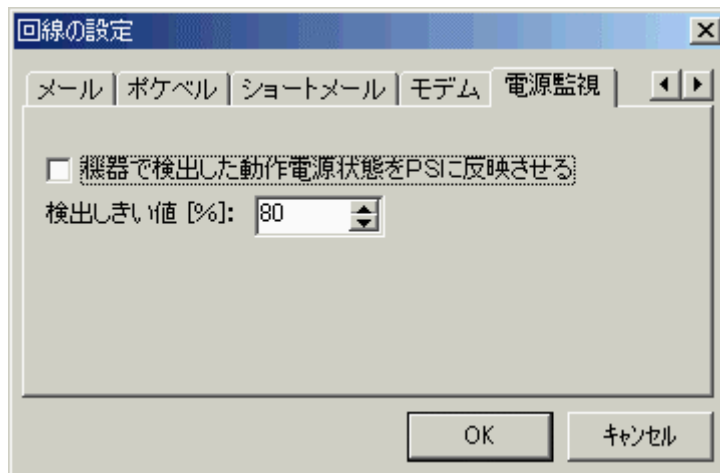 回線の設定
メール ポケベル ショートメール モデム 電源監視
機器で検出した動作電源状態をPSIに反映させる
検出しきい値 [%]: 80
OK キャンセル